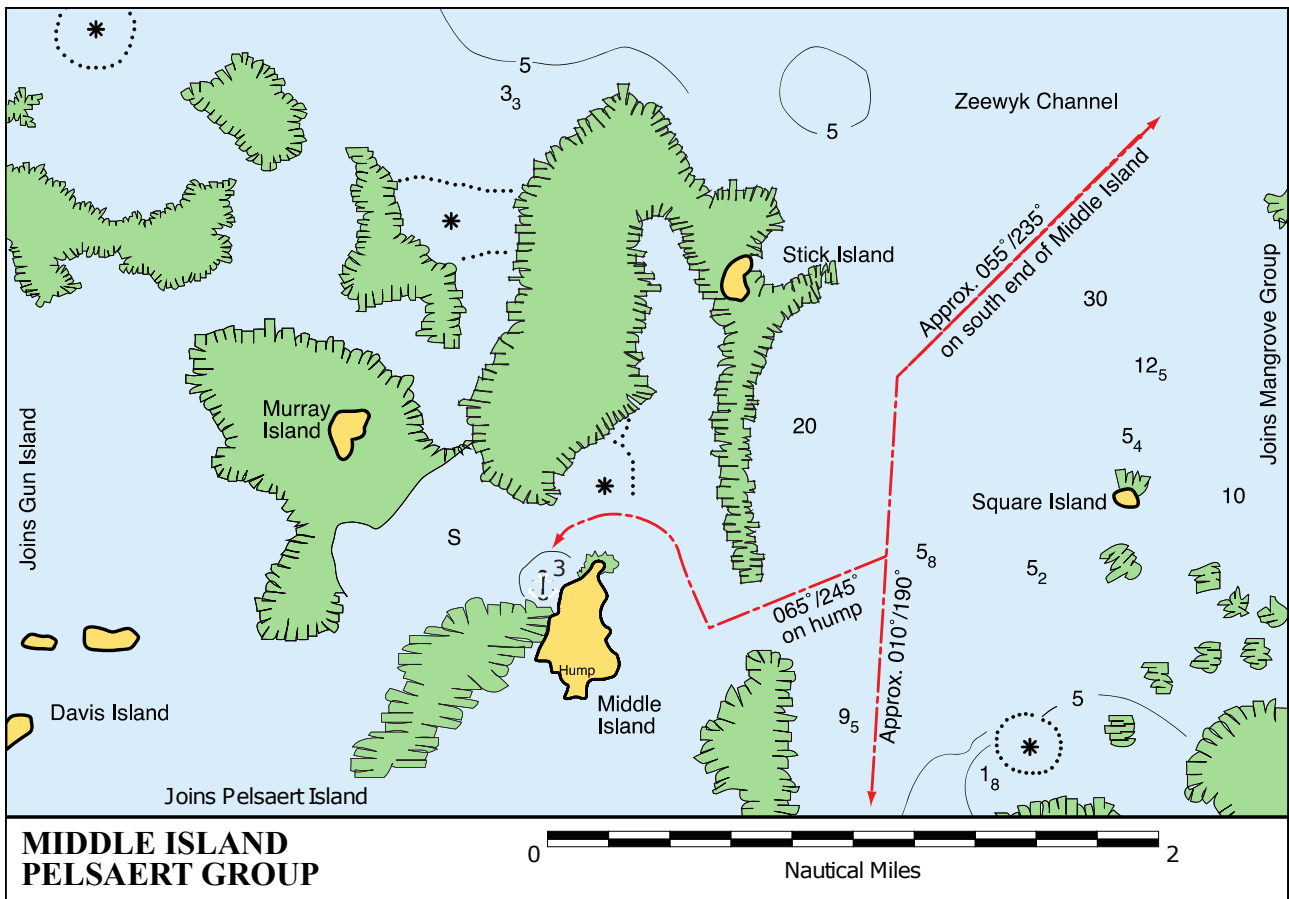 5
3₃
5
Zeewyk Channel
Stick Island
Approx. 055°/235°
on south end of Middle Island
30
12₅
Joins Mangrove Group
Murray
Island
20
5₄
Joins Gun Island
Square Island
10
S
3
5₈
5₂
065°/245°
on hump
Approx. 010°/190°
Hump
Middle
Island
Davis Island
9₅
5
1₈
Joins Pelsaert Island
MIDDLE ISLAND
PELSAERT GROUP
0
2
Nautical Miles